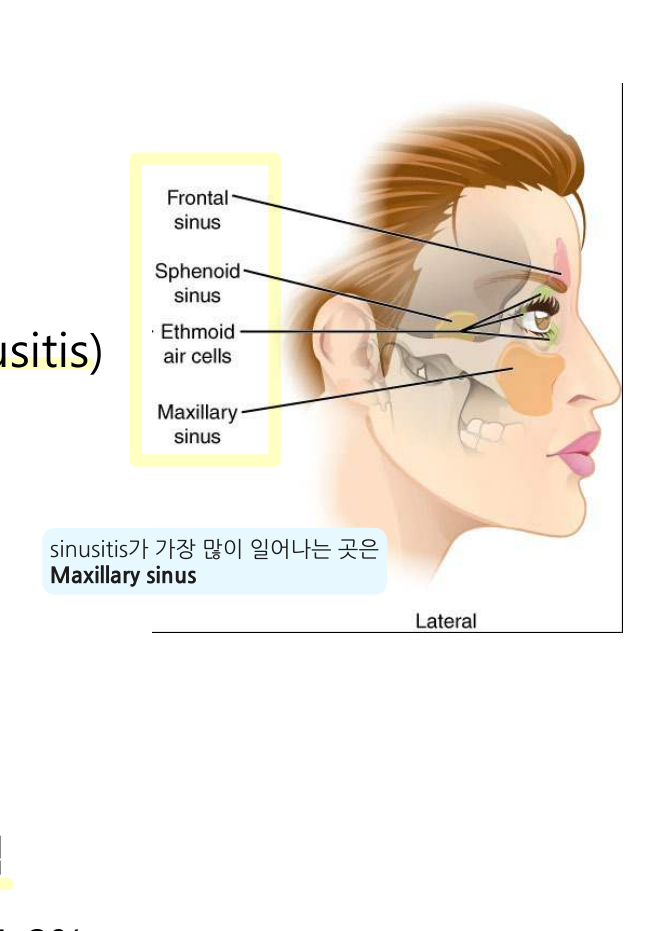 Frontal
sinus
Sphenoid
sinus
Ethmoid
air cells
usitis)
Maxillary
sinus
sinusitis가 가장 많이 일어나는 곳은
Maxillary sinus
Lateral